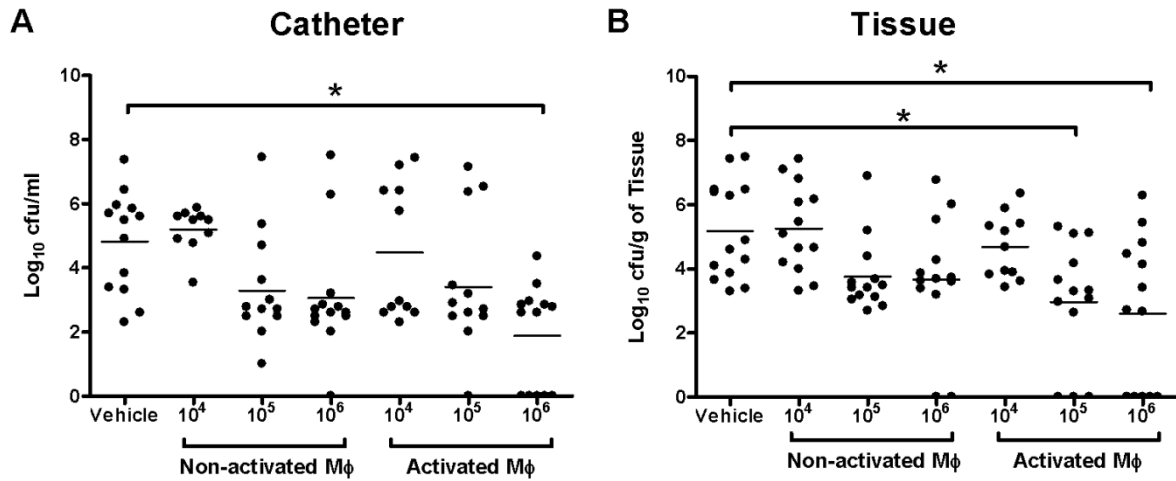 A
Catheter
Log10 cfu/ml
10
8
6
4
2
0
*
Vehicle 10^4 10^5 10^6 10^4 10^5 10^6
Non-activated Mϕ Activated Mϕ
B
Tissue
Log10 cfu/g of Tissue
10
8
6
4
2
0
*
*
Vehicle 10^4 10^5 10^6 10^4 10^5 10^6
Non-activated Mϕ Activated Mϕ